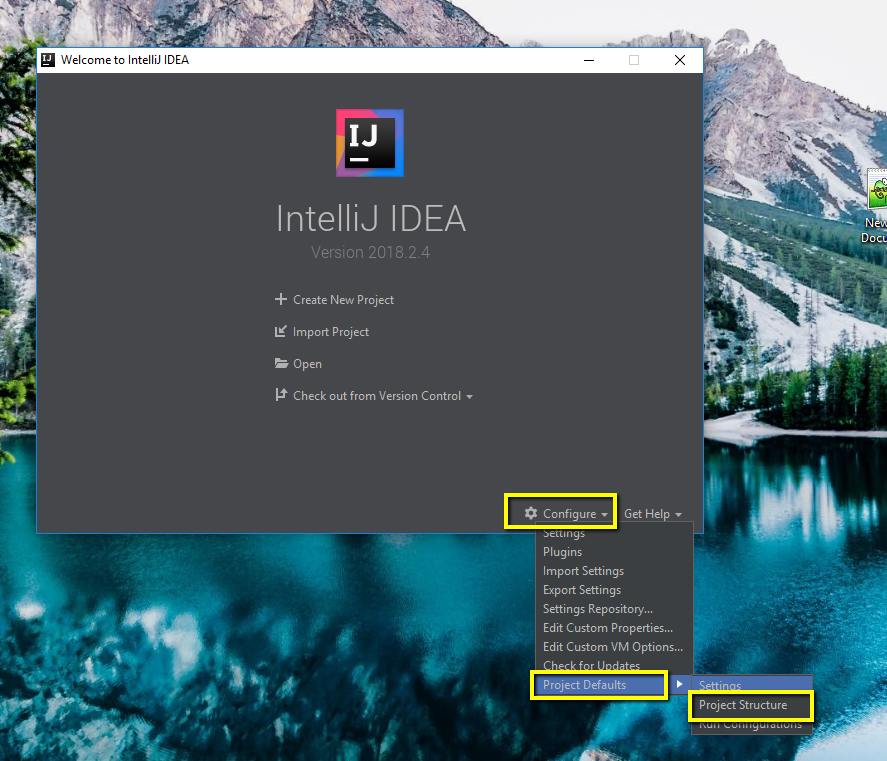 IJ
Welcome to IntelliJ IDEA
IJ
IntelliJ IDEA
Version 2018.2.4
Create New Project
Import Project
Open
Check out from Version Control
New
Docu
Configure
Get Help
Settings
Plugins
Import Settings
Export Settings
Settings Repository...
Edit Custom Properties...
Edit Custom VM Options...
Check for Updates
Project Defaults
Settings
Project Structure
Run Configurations